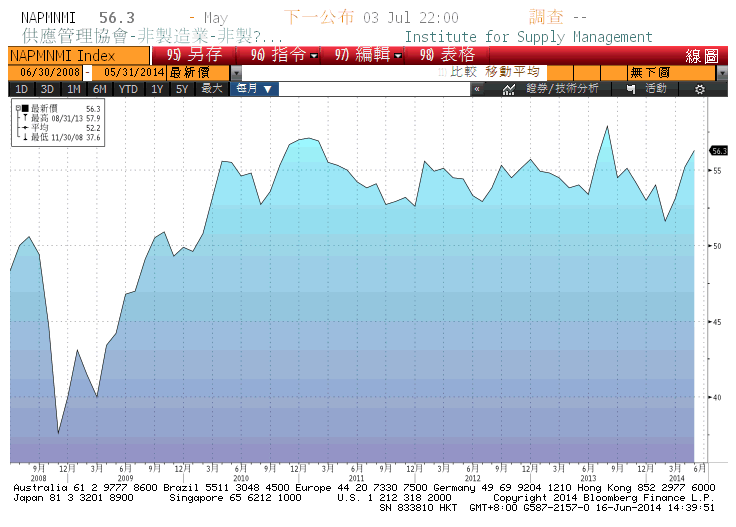 NAPMNMI 56.3 - May 下一公布 03 Jul 22:00 調查 --
供應管理協會-非製造業-非製?... Institute for Supply Management
NAPMNMI Index 95) 另存 96) 指令 97) 編輯 98) 表格 線圖
06/30/2008 - 05/31/2014 最新價 比較 移動平均 無下圖
1D 3D 1M 6M YTD 1Y 5Y 最大 每月 ▼ « 證券/技術分析 活動
最新價 56.3
最高 08/31/13 57.9
平均 52.2
最低 11/30/08 37.6
56.3
55
50
45
40
9月 12月 3月 6月 9月 12月 3月 6月 9月 12月 3月 6月 9月 12月 3月 6月 9月 12月 3月 6月 9月 12月 3月 6月
2008 2009 2010 2011 2012 2013 2014
Australia 61 2 9777 8600 Brazil 5511 3048 4500 Europe 44 20 7330 7500 Germany 49 69 9204 1210 Hong Kong 852 2977 6000
Japan 81 3 3201 8900 Singapore 65 6212 1000 U.S. 1 212 318 2000 Copyright 2014 Bloomberg Finance L.P.
SN 833810 HKT GMT+8:00 G587-2157-0 16-Jun-2014 14:39:51